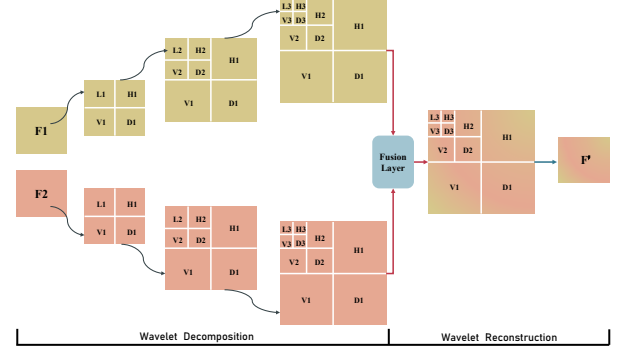 F1
L1 H1
V1 D1
L2 H2
V2 D2
H1
V1 D1
L3 H3
V3 D3
H2
V2 D2
H1
V1 D1
F2
L1 H1
V1 D1
L2 H2
V2 D2
H1
V1 D1
L3 H3
V3 D3
H2
V2 D2
H1
V1 D1
Fusion
Layer
L3 H3
V3 D3
H2
V2 D2
H1
V1 D1
F'
Wavelet Decomposition
Wavelet Reconstruction